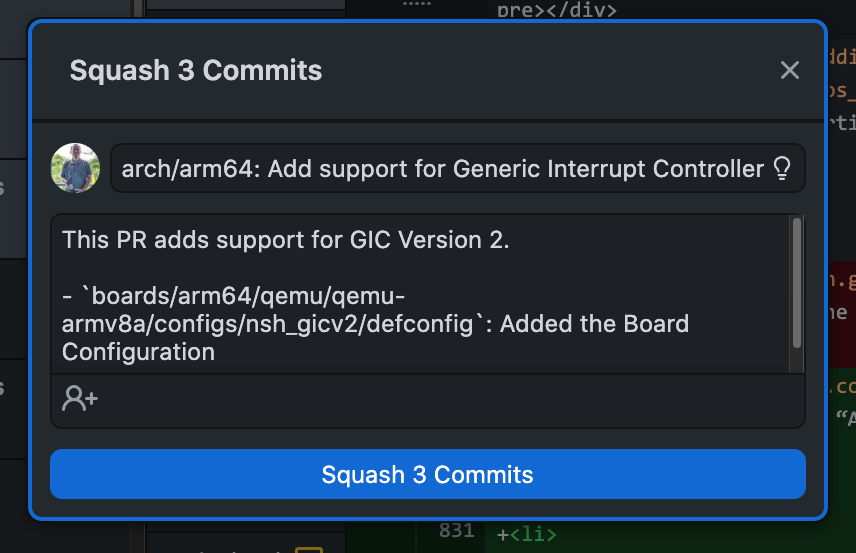 pre></div>
Squash 3 Commits
arch/arm64: Add support for Generic Interrupt Controller
This PR adds support for GIC Version 2.
- `boards/arm64/qemu/qemu-
armv8a/configs/nsh_gicv2/defconfig`: Added the Board
Configuration
Squash 3 Commits
831 +<li>